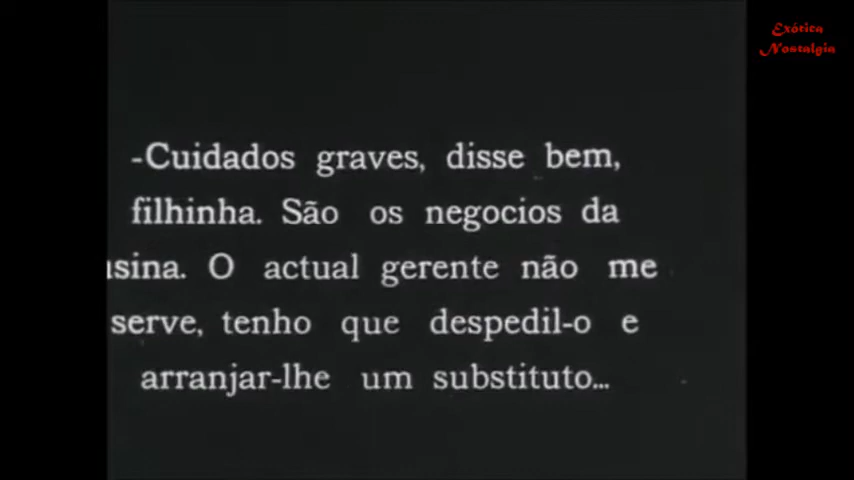 Exótica
Nostalgia
-Cuidados graves, disse bem,
filhinha. São os negocios da
sina. O actual gerente não me
serve, tenho que despedil-o e
arranjar-lhe um substituto...